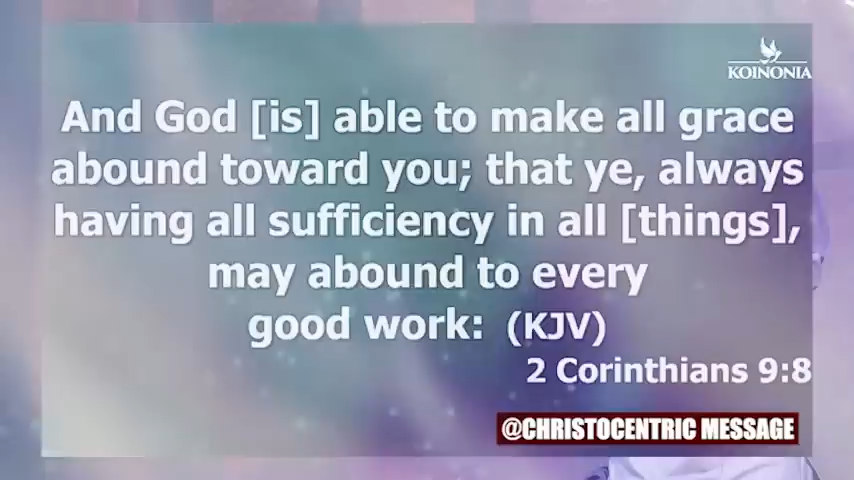 KOINONIA
And God [is] able to make all grace
abound toward you; that ye, always
having all sufficiency in all [things],
may abound to every
good work: (KJV)
2 Corinthians 9:8
@CHRISTOCENTRIC MESSAGE